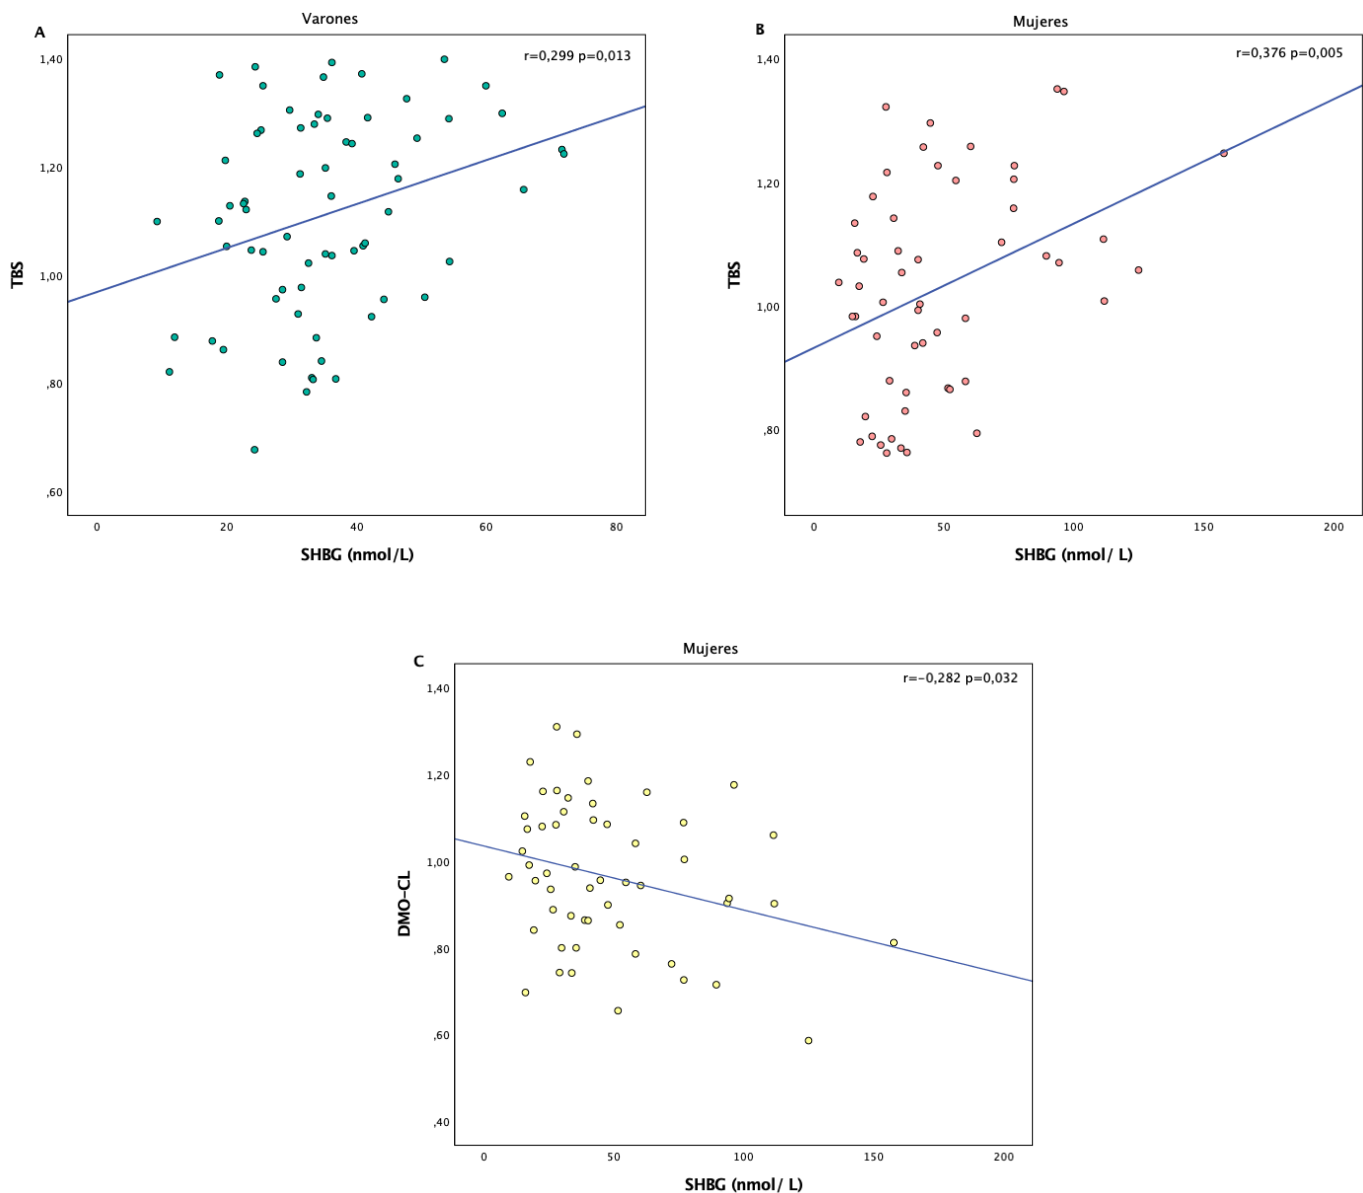 A
Varones
r=0,299 p=0,013
1,40
1,20
1,00
,80
,60
TBS
0 20 40 60 80
SHBG (nmol/L)
B
Mujeres
r=0,376 p=0,005
1,40
1,20
1,00
,80
TBS
0 50 100 150 200
SHBG (nmol/ L)
C
Mujeres
r=−0,282 p=0,032
1,40
1,20
1,00
,80
,60
,40
DMO-CL
0 50 100 150 200
SHBG (nmol/ L)